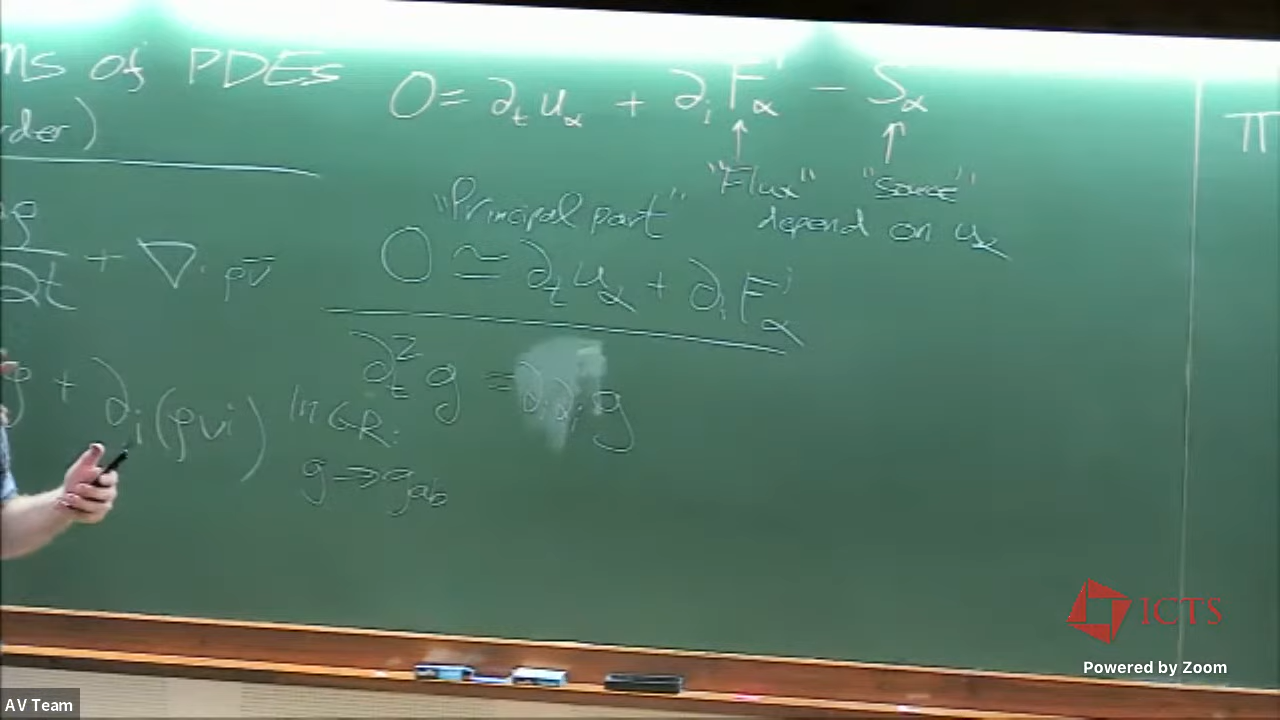 ns of PDEs
rder)
∂ρ/∂t + ∇·ρv̄
ρ + ∂_i(ρv^i)
0 = ∂_t u_α + ∂_i F^i_α − S_α
"Flux" "source"
depend on u_α
"Principal part"
0 ≃ ∂_t u_α + ∂_i F^i_α
∂_t^2 g = ∂_i∂_i g
In GR:
g → g_ab
Π
ICTS
Powered by Zoom
AV Team